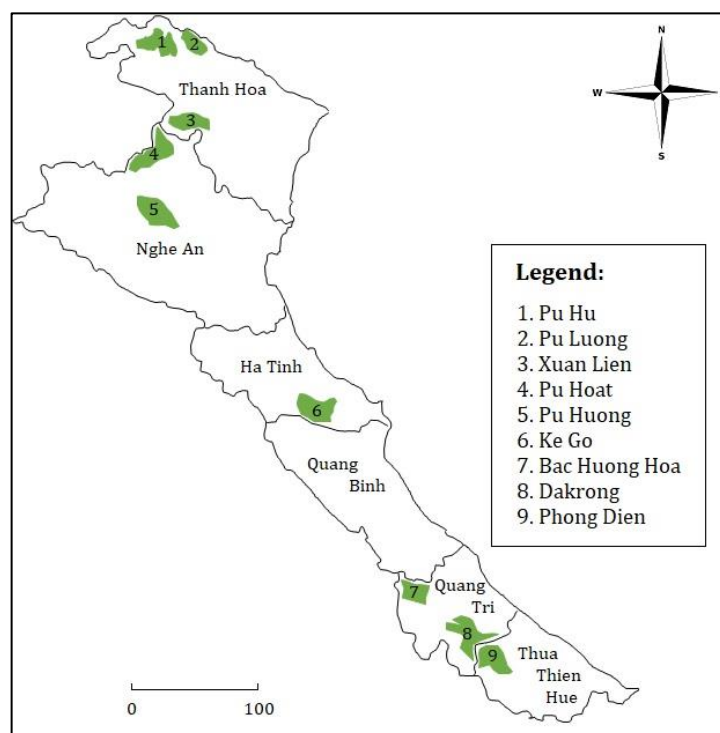 1
2
N
Thanh Hoa
W
3
S
4
5
Nghe An
Legend:
1. Pu Hu
2. Pu Luong
3. Xuan Lien
4. Pu Hoat
5. Pu Huong
6. Ke Go
7. Bac Huong Hoa
8. Dakrong
9. Phong Dien
Ha Tinh
6
Quang
Binh
7
Quang
Tri
8
9
Thua
Thien
Hue
0
100